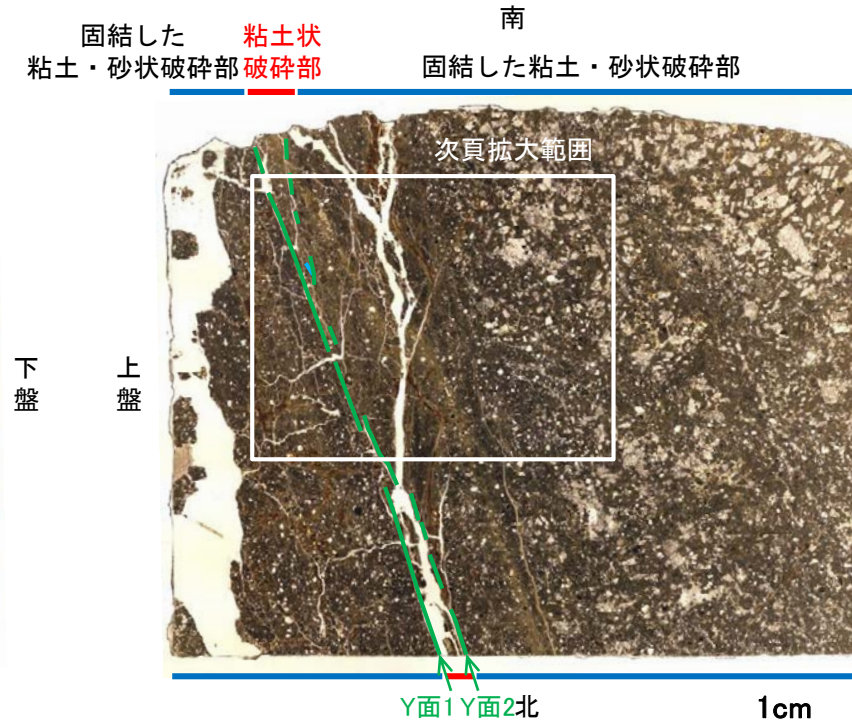 南
固結した
粘土・砂状破砕部
粘土状
破砕部
固結した粘土・砂状破砕部
次頁拡大範囲
下
盤
上
盤
Y面1
Y面2
北
1cm